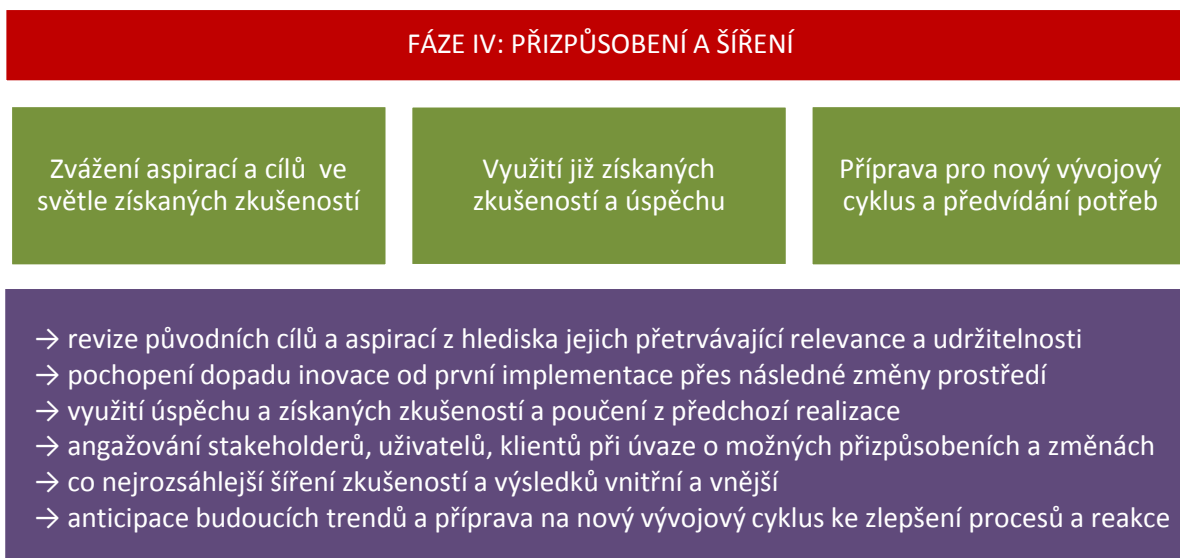 FÁZE IV: PŘIZPŮSOBENÍ A ŠÍŘENÍ
Zvážení aspirací a cílů ve
světle získaných zkušeností
Využití již získaných
zkušeností a úspěchu
Příprava pro nový vývojový
cyklus a předvídání potřeb
→ revize původních cílů a aspirací z hlediska jejich přetrvávající relevance a udržitelnosti
→ pochopení dopadu inovace od první implementace přes následné změny prostředí
→ využití úspěchu a získaných zkušeností a poučení z předchozí realizace
→ angažování stakeholderů, uživatelů, klientů při úvaze o možných přizpůsobeních a změnách
→ co nejrozsáhlejší šíření zkušeností a výsledků vnitřní a vnější
→ anticipace budoucích trendů a příprava na nový vývojový cyklus ke zlepšení procesů a reakce